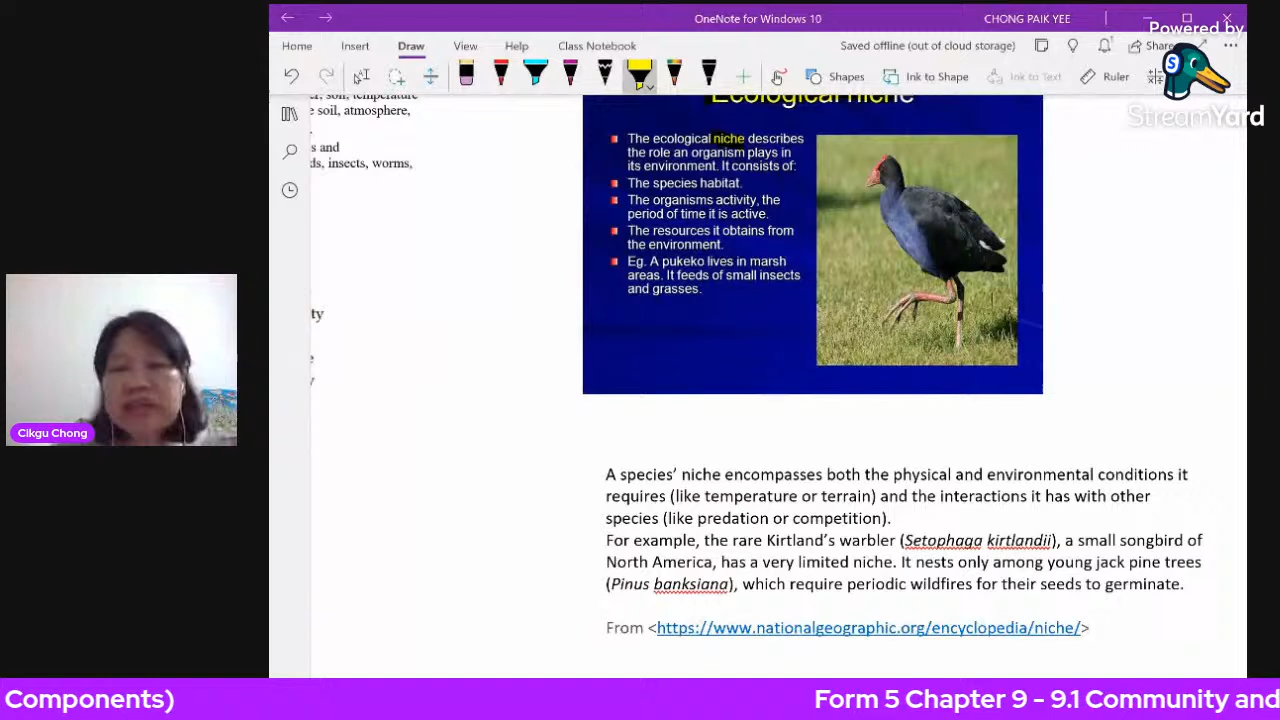 OneNote for Windows 10
CHONG PAIK YEE
Powered by
Home
Insert
Draw
View
Help
Class Notebook
Saved offline (out of cloud storage)
Share
Shapes
Ink to Shape
Ink to Text
Ruler
StreamYard
e soil, atmosphere,
s and
ds, insects, worms,
ty
Ecological niche
The ecological niche describes
the role an organism plays in
its environment. It consists of:
The species habitat.
The organisms activity, the
period of time it is active.
The resources it obtains from
the environment.
Eg. A pukeko lives in marsh
areas. It feeds of small insects
and grasses.
Cikgu Chong
A species’ niche encompasses both the physical and environmental conditions it
requires (like temperature or terrain) and the interactions it has with other
species (like predation or competition).
For example, the rare Kirtland’s warbler (Setophaga kirtlandii), a small songbird of
North America, has a very limited niche. It nests only among young jack pine trees
(Pinus banksiana), which require periodic wildfires for their seeds to germinate.
From <https://www.nationalgeographic.org/encyclopedia/niche/>
Components)
Form 5 Chapter 9 - 9.1 Community and